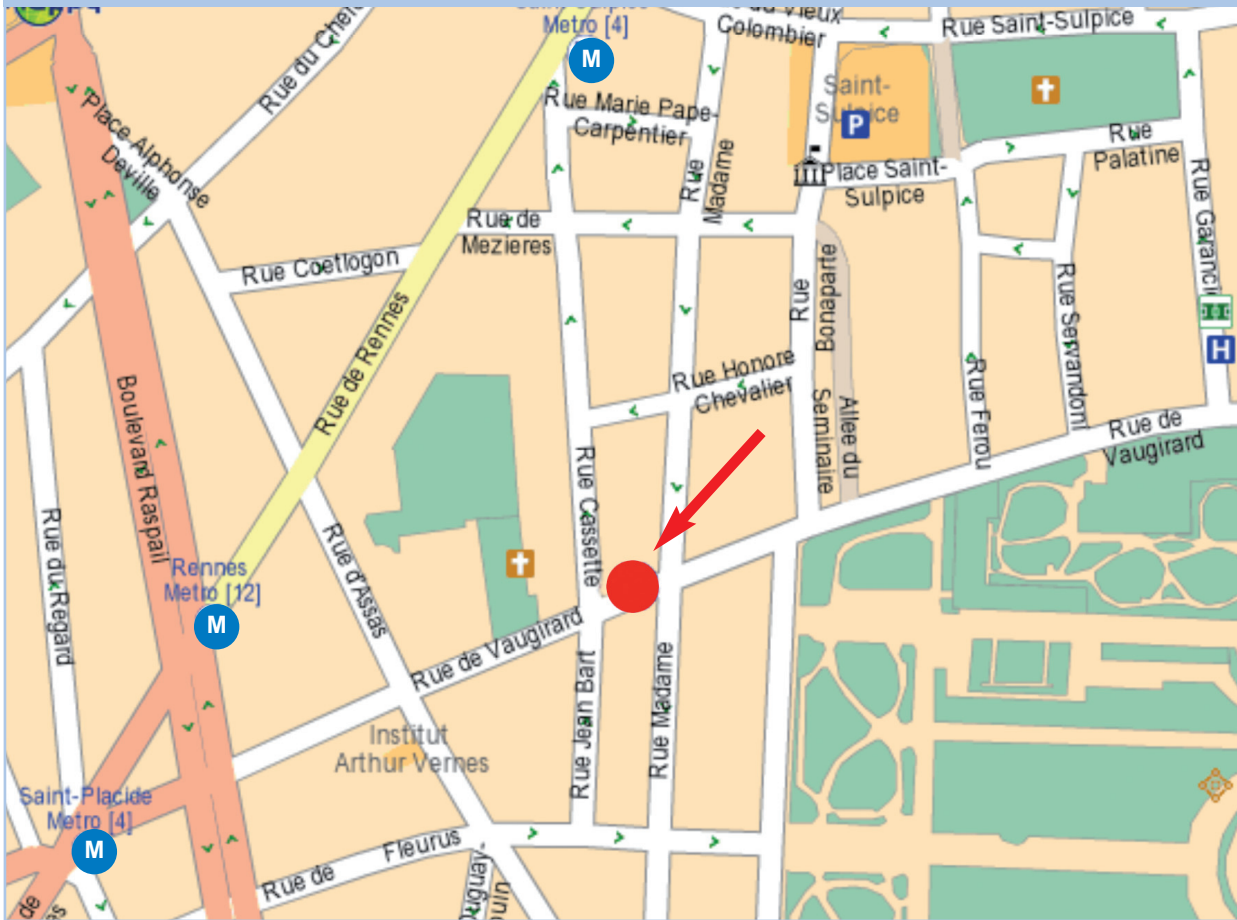 Metro [4]
M
Rue du
Colombier
Rue Saint-Sulpice
Place Alphonse
Deville
Rue Marie Pape-
Carpentier
Saint-
Sulpice
P
Rue
Palatine
Rue
Madame
Place Saint-
Sulpice
Rue de
Mezieres
Rue Coetlogon
Rue
Bonaparte
Rue Garanci
Rue de Rennes
Rue Servandoni
H
Rue Honore
Chevalier
Boulevard Raspail
Rue Ferou
Allee du
Seminaire
Rue de
Vaugirard
Rue Cassette
Rue du Regard
Rue d'Assas
Rennes
Metro [12]
M
Rue de Vaugirard
Rue Jean Bart
Rue Madame
Institut
Arthur Vernes
Saint-Placide
Metro [4]
M
Rue de
Fleurus
de